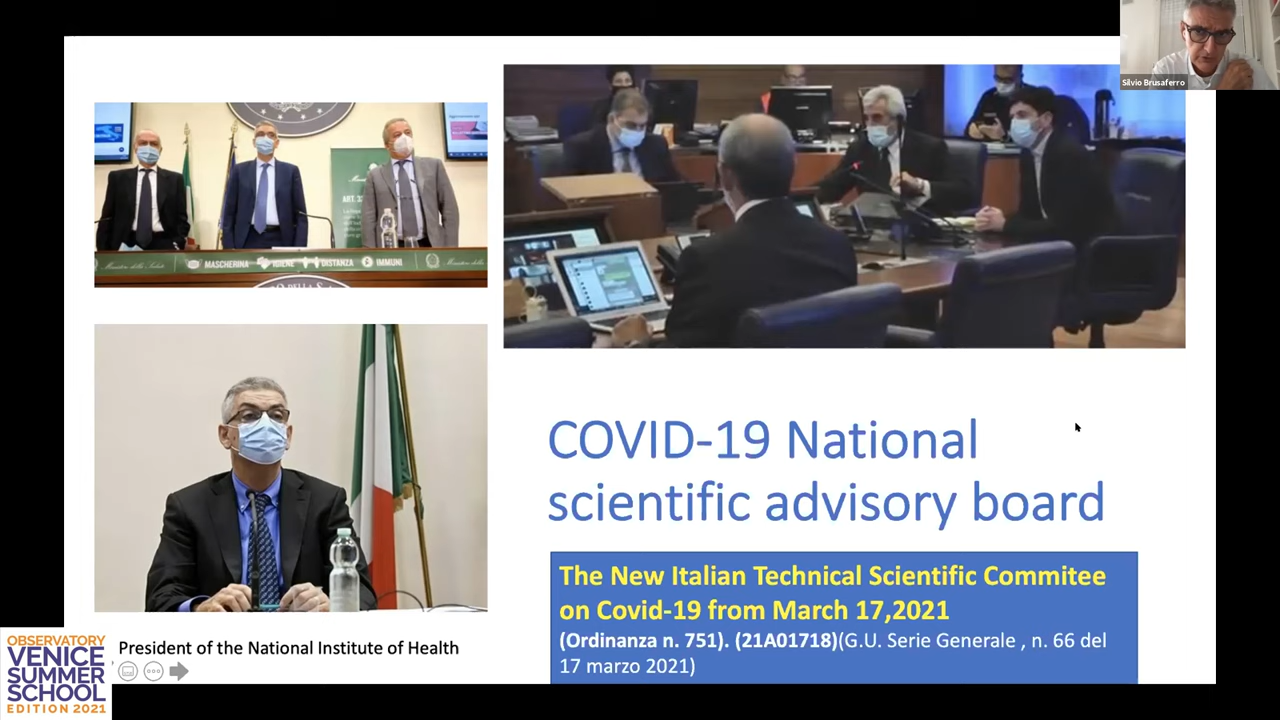 Silvio Brusaferro
MASCHERINA
IGIENE
DISTANZA
IMMUNI
COVID-19 National
scientific advisory board
The New Italian Technical Scientific Commitee
on Covid-19 from March 17,2021
(Ordinanza n. 751). (21A01718)(G.U. Serie Generale , n. 66 del
17 marzo 2021)
President of the National Institute of Health
OBSERVATORY
VENICE
SUMMER
SCHOOL
EDITION 2021